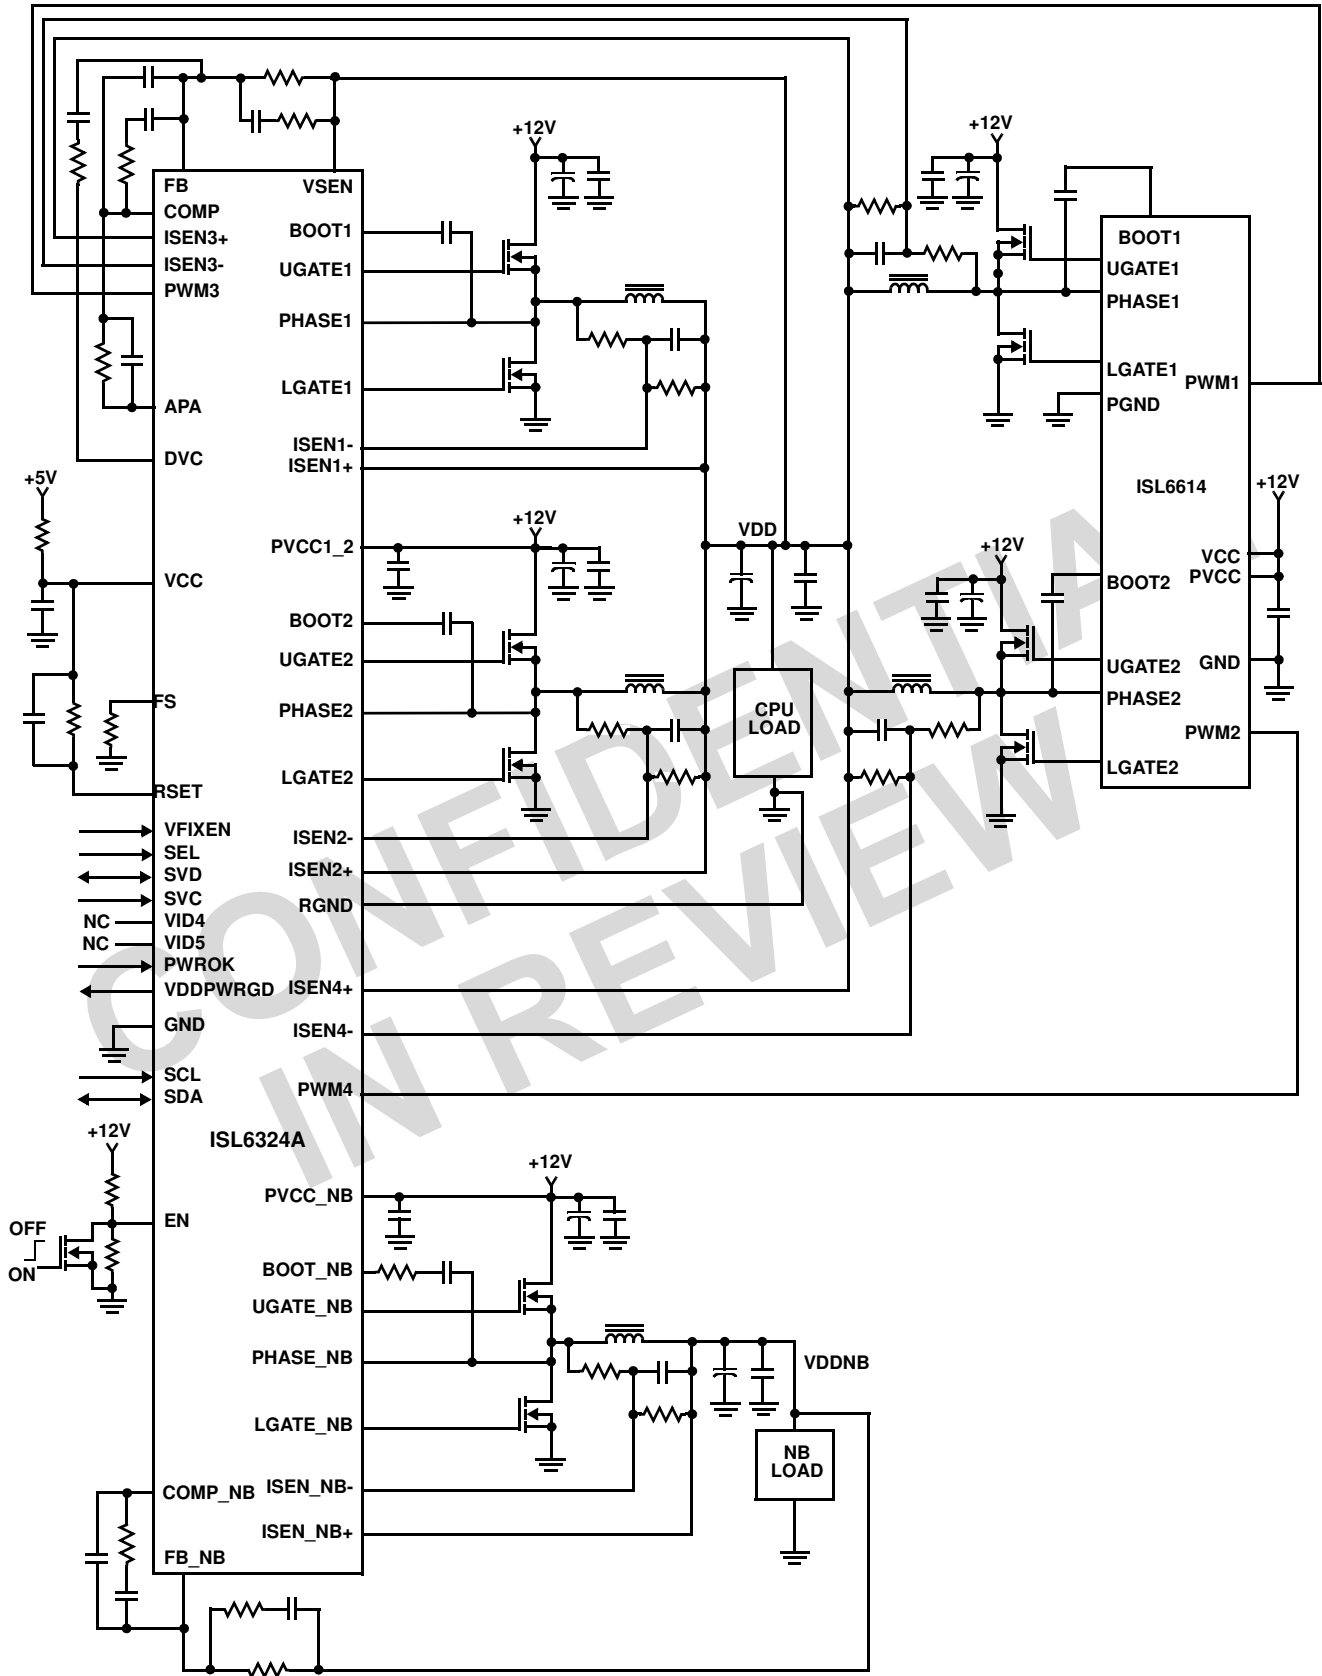 +12V
+12V
FB
VSEN
COMP
ISEN3+
ISEN3-
PWM3
APA
DVC
BOOT1
UGATE1
PHASE1
LGATE1
ISEN1-
ISEN1+
BOOT1
UGATE1
PHASE1
LGATE1
PWM1
PGND
ISL6614
+12V
+5V
VCC
+12V
PVCC1_2
VDD
BOOT2
UGATE2
PHASE2
LGATE2
ISEN2-
ISEN2+
RGND
+12V
VCC
PVCC
BOOT2
UGATE2
GND
PHASE2
PWM2
LGATE2
CPU
LOAD
FS
RSET
VFIXEN
SEL
SVD
SVC
NC
VID4
NC
VID5
PWROK
VDDPWRGD
ISEN4+
GND
ISEN4-
SCL
SDA
PWM4
ISL6324A
+12V
EN
OFF
ON
+12V
PVCC_NB
BOOT_NB
UGATE_NB
PHASE_NB
VDDNB
LGATE_NB
NB
LOAD
COMP_NB
ISEN_NB-
ISEN_NB+
FB_NB
CONFIDENTIAL
IN REVIEW